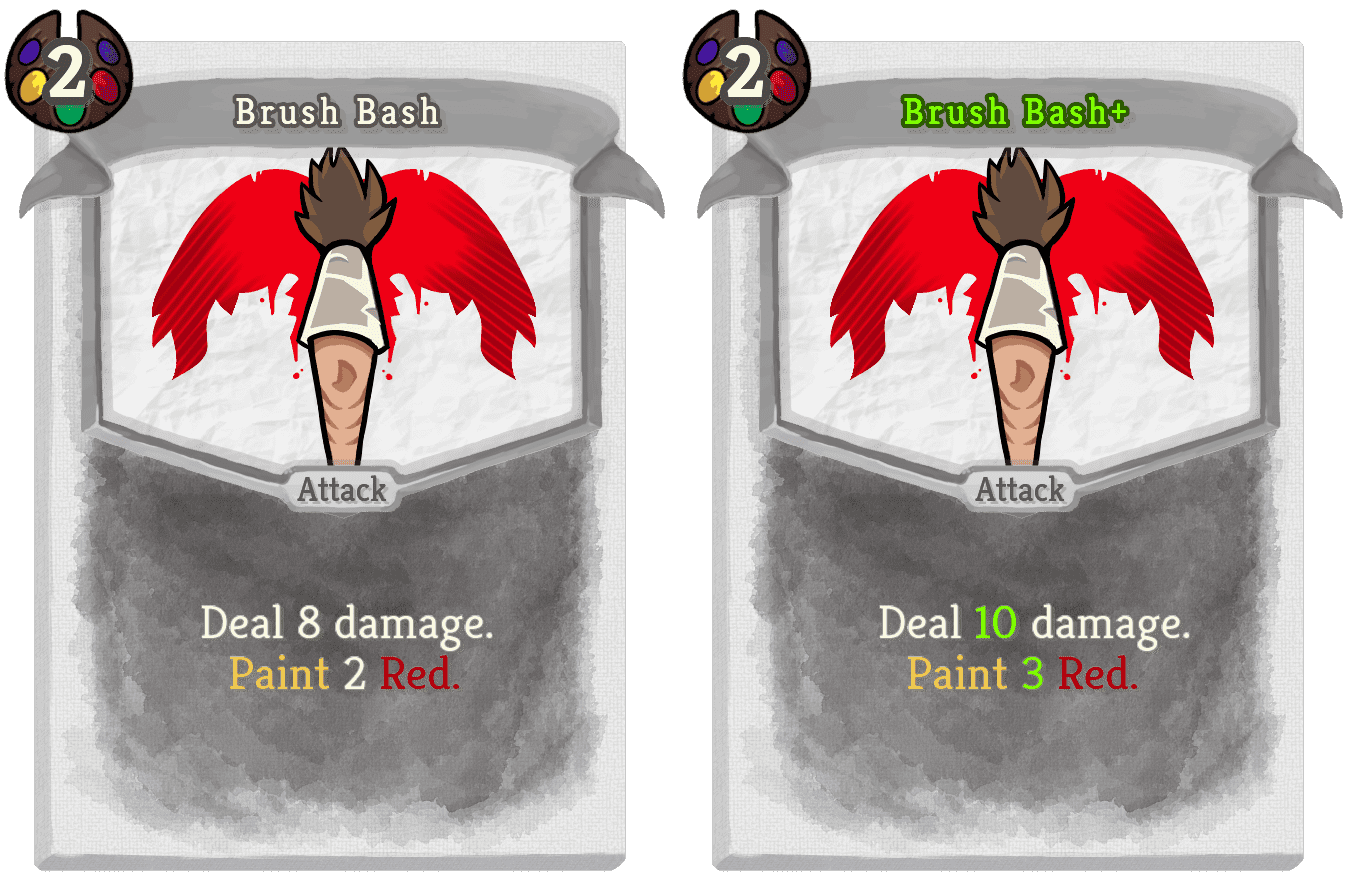 2
Brush Bash
Attack
Deal 8 damage.
Paint 2 Red.
2
Brush Bash+
Attack
Deal 10 damage.
Paint 3 Red.